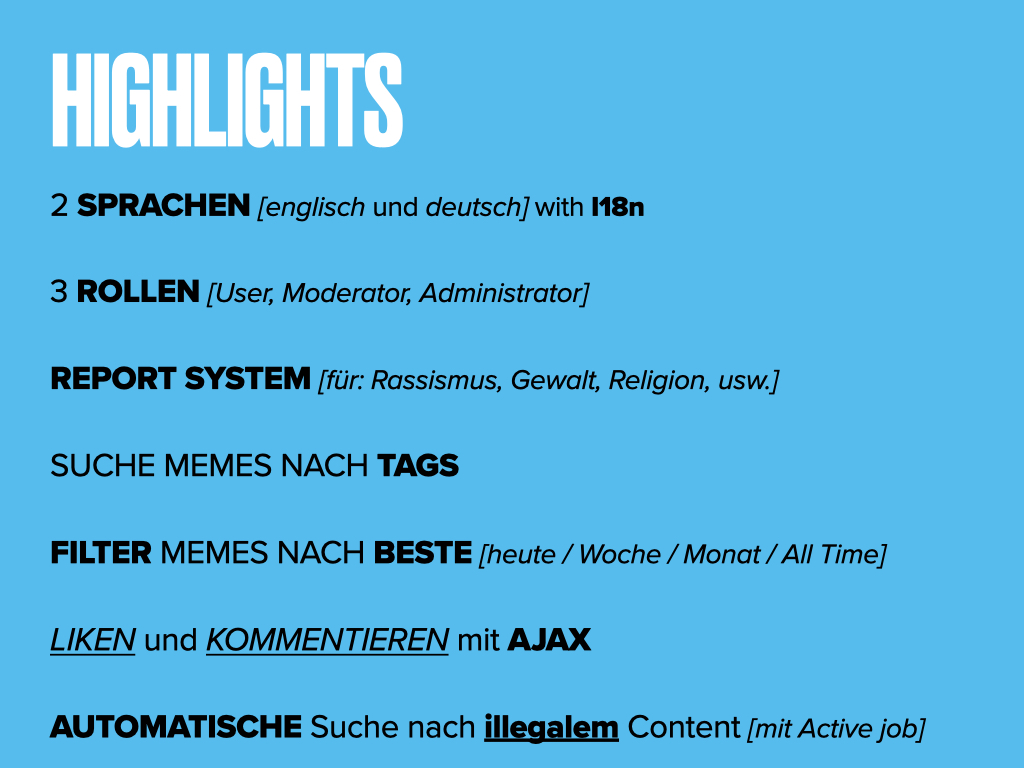 HIGHLIGHTS
2 SPRACHEN [englisch und deutsch] with I18n
3 ROLLEN [User, Moderator, Administrator]
REPORT SYSTEM [für: Rassismus, Gewalt, Religion, usw.]
SUCHE MEMES NACH TAGS
FILTER MEMES NACH BESTE [heute / Woche / Monat / All Time]
LIKEN und KOMMENTIEREN mit AJAX
AUTOMATISCHE Suche nach illegalem Content [mit Active job]